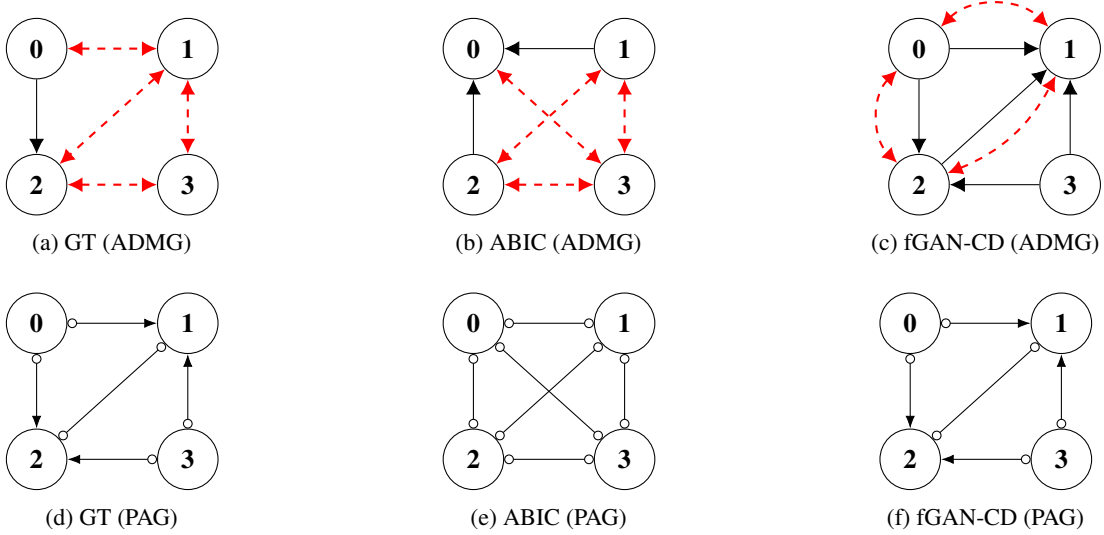 0 1
2 3
(a) GT (ADMG)
0 1
2 3
(b) ABIC (ADMG)
0 1
2 3
(c) fGAN-CD (ADMG)
0 1
2 3
(d) GT (PAG)
0 1
2 3
(e) ABIC (PAG)
0 1
2 3
(f) fGAN-CD (PAG)